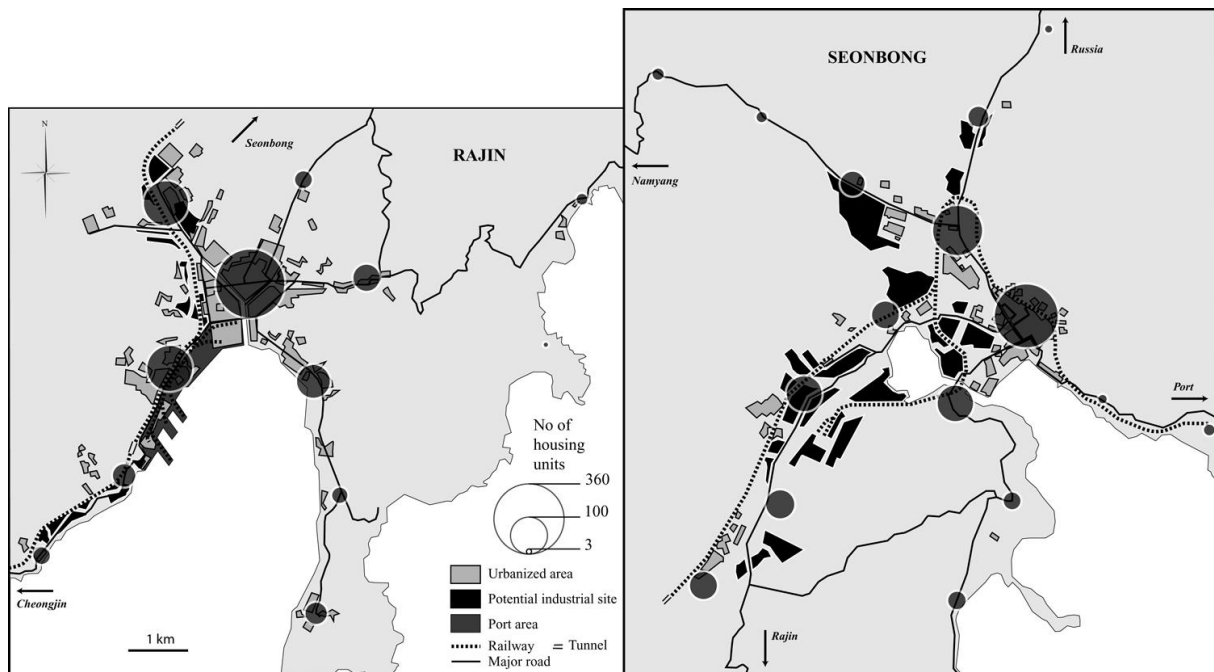 N
Seonbong
RAJIN
No of
housing
units
360
100
3
Urbanized area
Potential industrial site
Port area
Railway = Tunnel
Major road
Cheongjin
1 km
SEONBONG
Russia
Namyang
Port
Rajin